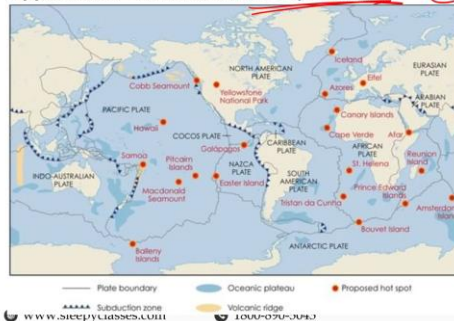 NORTH AMERICAN
PLATE
EURASIAN
PLATE
Iceland
Eifel
Cobb Seamount
Yellowstone
National Park
Azores
ARABIAN
PLATE
PACIFIC PLATE
Canary Islands
Hawaii
COCOS PLATE
Galápagos
CARIBBEAN
PLATE
Cape Verde
AFRICAN
PLATE
Afar
Samoa
Pitcairn
Islands
NAZCA
PLATE
St. Helena
Reunion
Island
INDO-AUSTRALIAN
PLATE
Macdonald
Seamount
Easter Island
SOUTH
AMERICAN
PLATE
Prince Edward
Islands
Tristan da Cunha
Amsterdam
Balleny
Islands
Bouvet Island
ANTARCTIC PLATE
Plate boundary
Oceanic plateau
Proposed hot spot
Subduction zone
Volcanic ridge
www.sleepyclasses.com
1800-890-3043